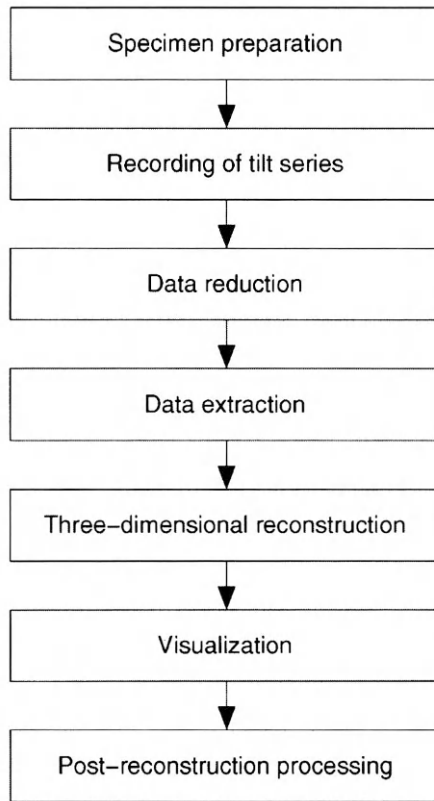 Specimen preparation
Recording of tilt series
Data reduction
Data extraction
Three−dimensional reconstruction
Visualization
Post−reconstruction processing